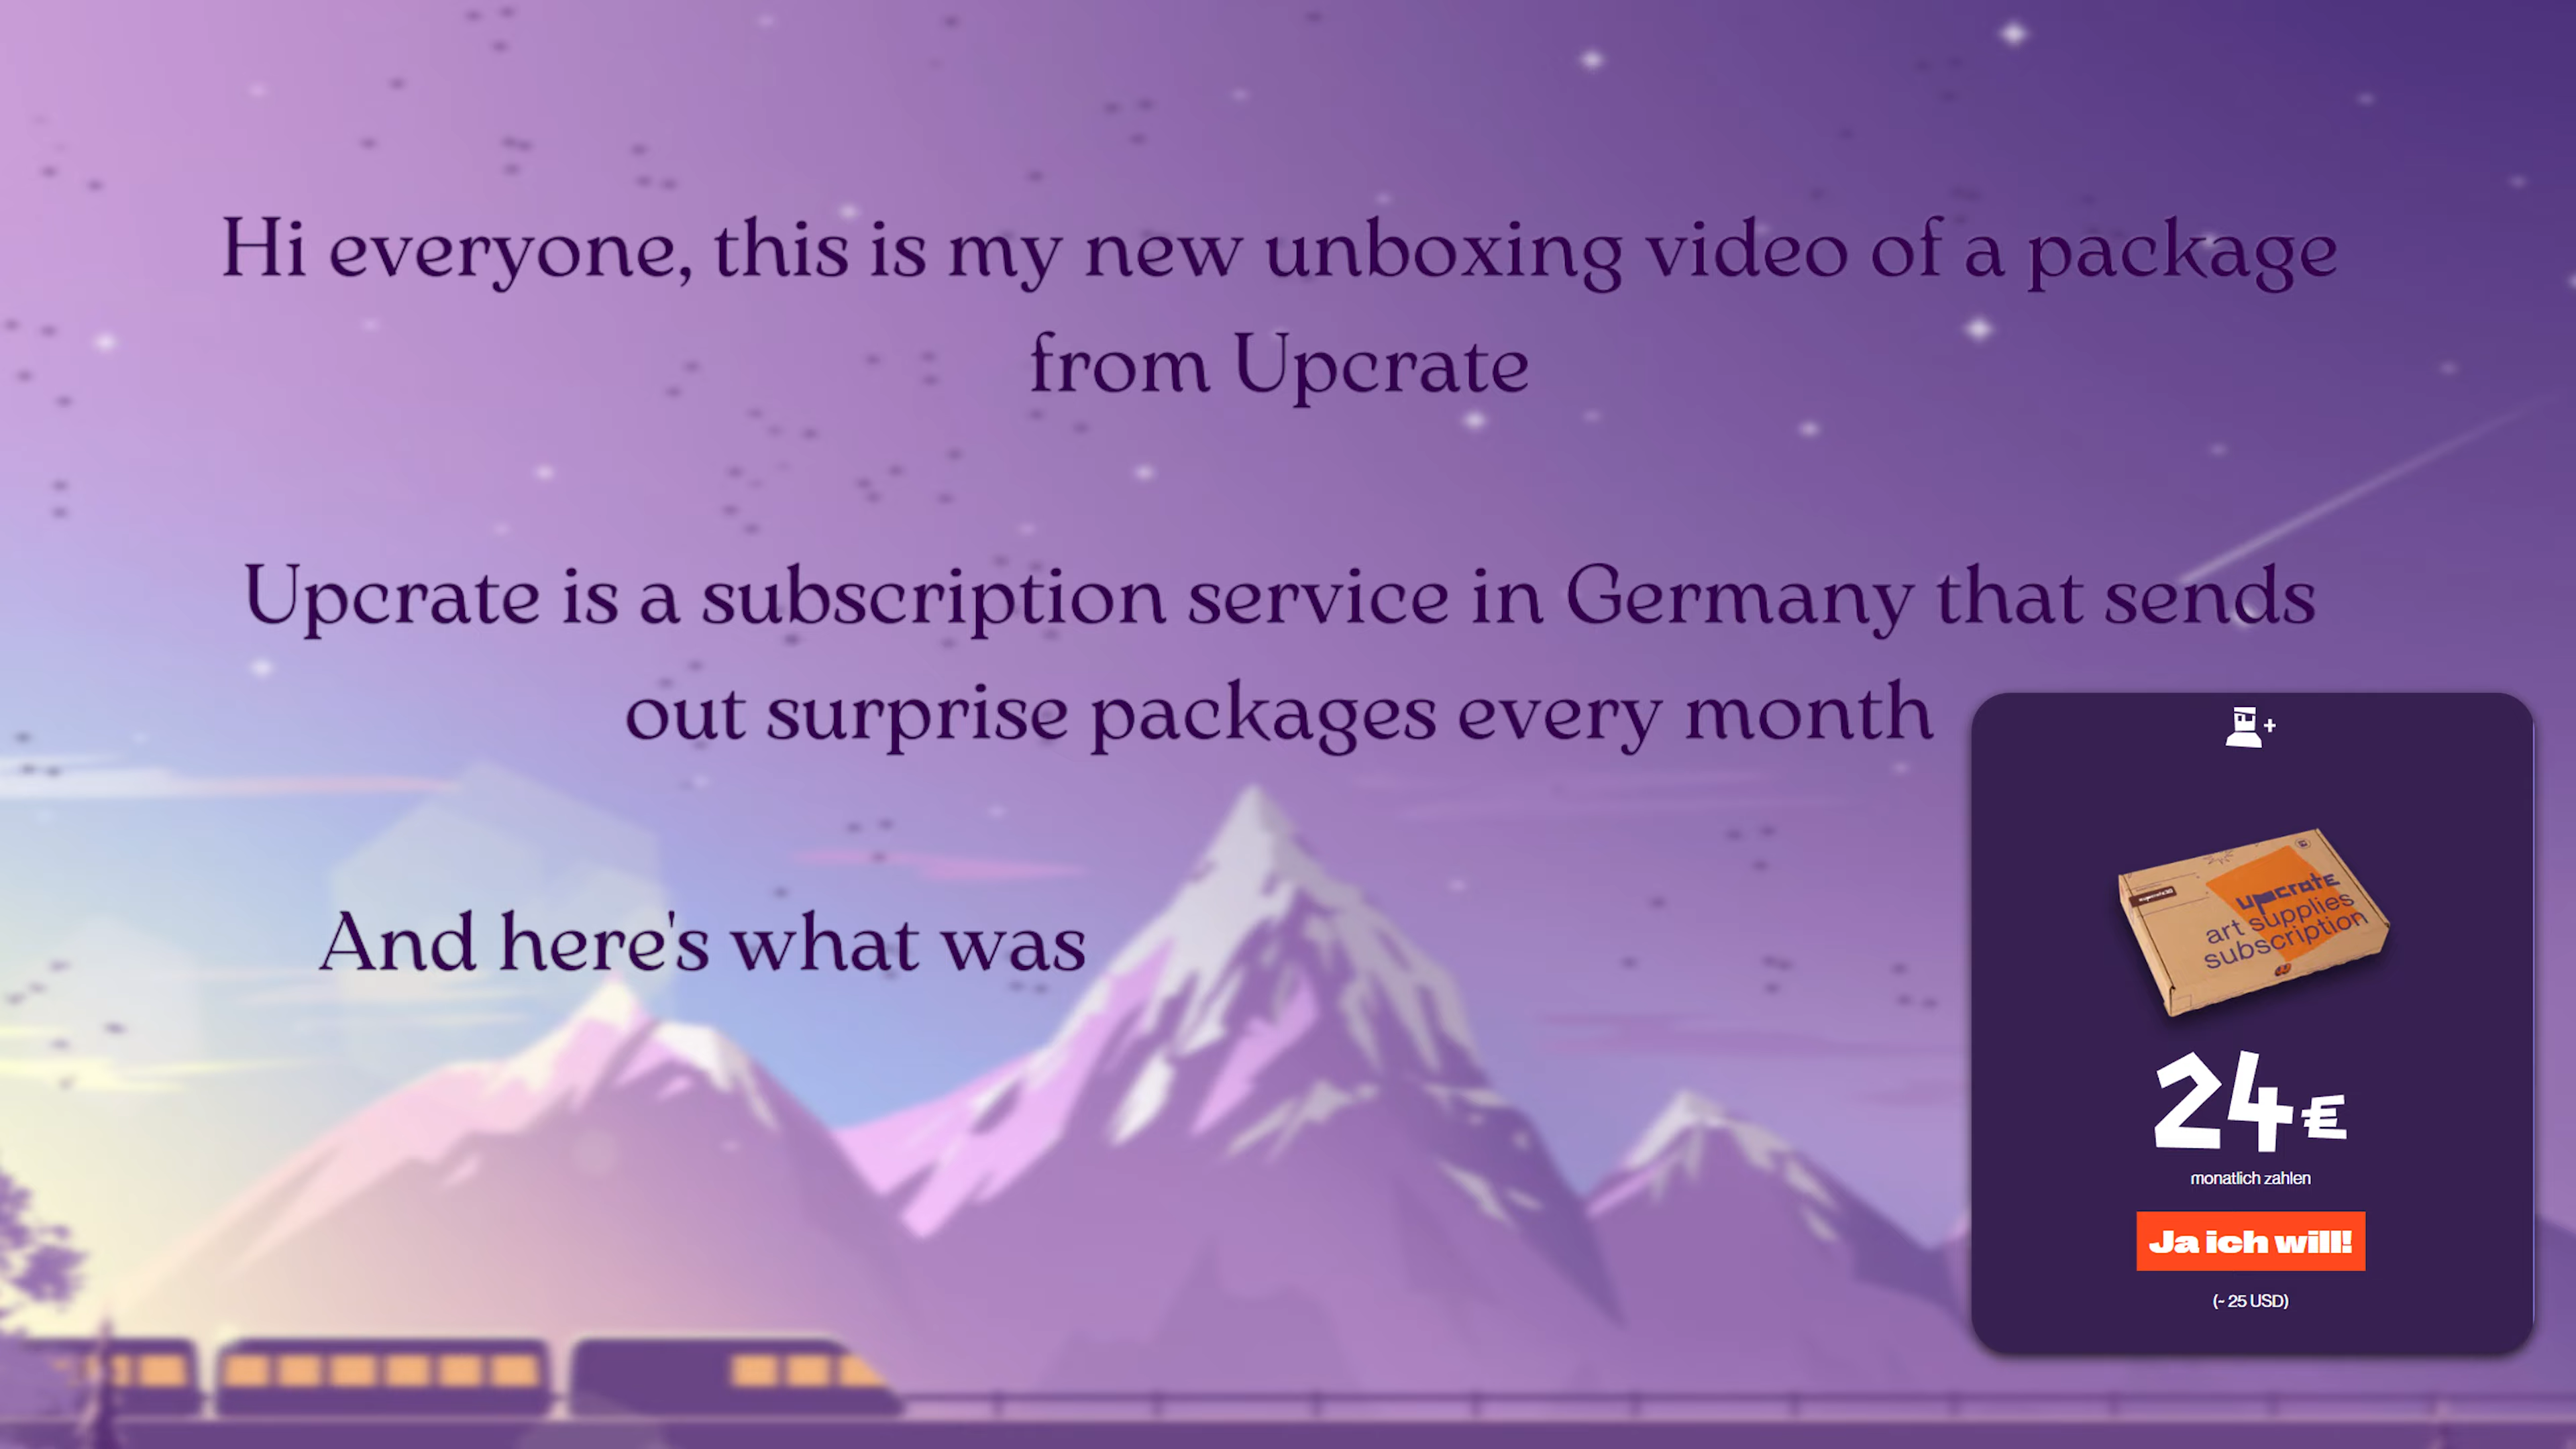 Hi everyone, this is my new unboxing video of a package
from Upcrate
Upcrate is a subscription service in Germany that sends
out surprise packages every month
And here's what was
upcrate
art supplies
subscription
24€
monatlich zahlen
Ja ich will!
(~ 25 USD)